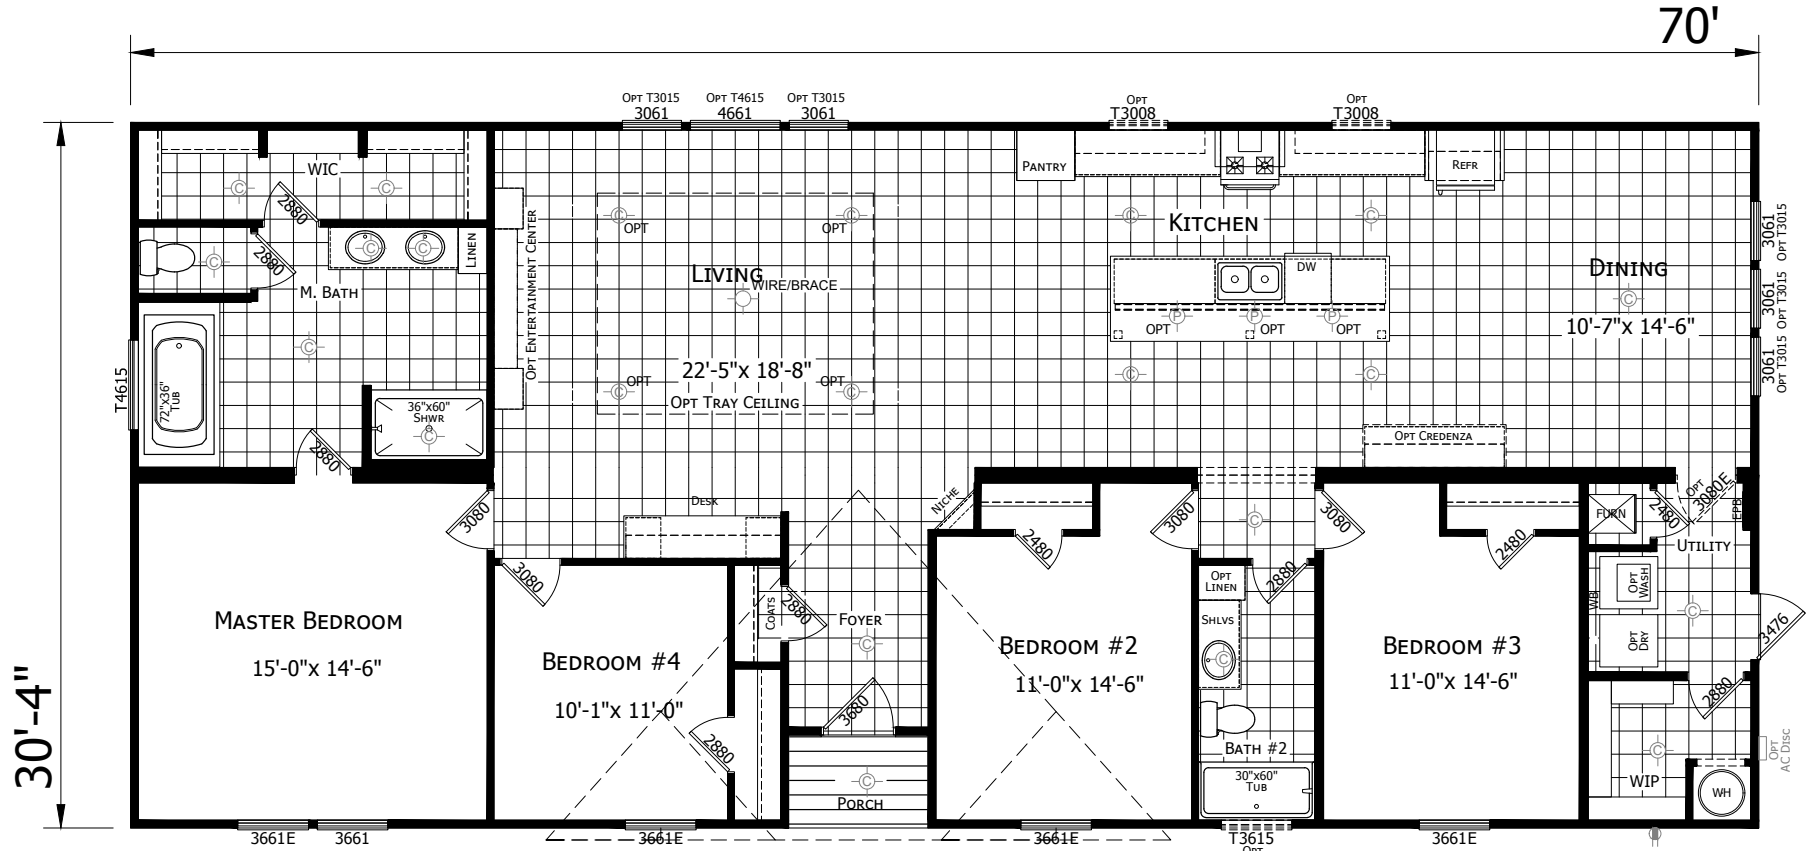 70'
30'-4"
OPT T3015
3061
OPT T4615
4661
OPT T3015
3061
OPT
T3008
OPT
T3008
WIC
C
C
2880
2880
C
C
C
LINEN
M. BATH
C
T4615
72"x36"
TUB
36"x60"
SHWR
C
2880
OPT ENTERTAINMENT CENTER
C
OPT
C
OPT
LIVING
WIRE/BRACE
22'-5"x 18'-8"
C
OPT
C
OPT
OPT TRAY CEILING
PANTRY
REFR
C
KITCHEN
C
DW
P
P
P
OPT
OPT
OPT
C
C
DINING
C
10'-7"x 14'-6"
3061
OPT T3015
3061
OPT T3015
3061
OPT T3015
OPT CREDENZA
DESK
NICHE
3080
3080
MASTER BEDROOM
15'-0"x 14'-6"
BEDROOM #4
10'-1"x 11'-0"
COATS
2880
2880
FOYER
C
3680
C
PORCH
2480
3080
BEDROOM #2
11'-0"x 14'-6"
C
OPT
LINEN
2880
SHLVS
C
BATH #2
30"x60"
TUB
3080
2480
BEDROOM #3
11'-0"x 14'-6"
FURN
2480
OPT
3080E
EPB
UTILITY
WB
OPT
WASH
OPT
DRY
C
3476
2880
C
WIP
WH
OPT
AC DISC
3661E
3661
3661E
3661E
T3615
OPT
3661E